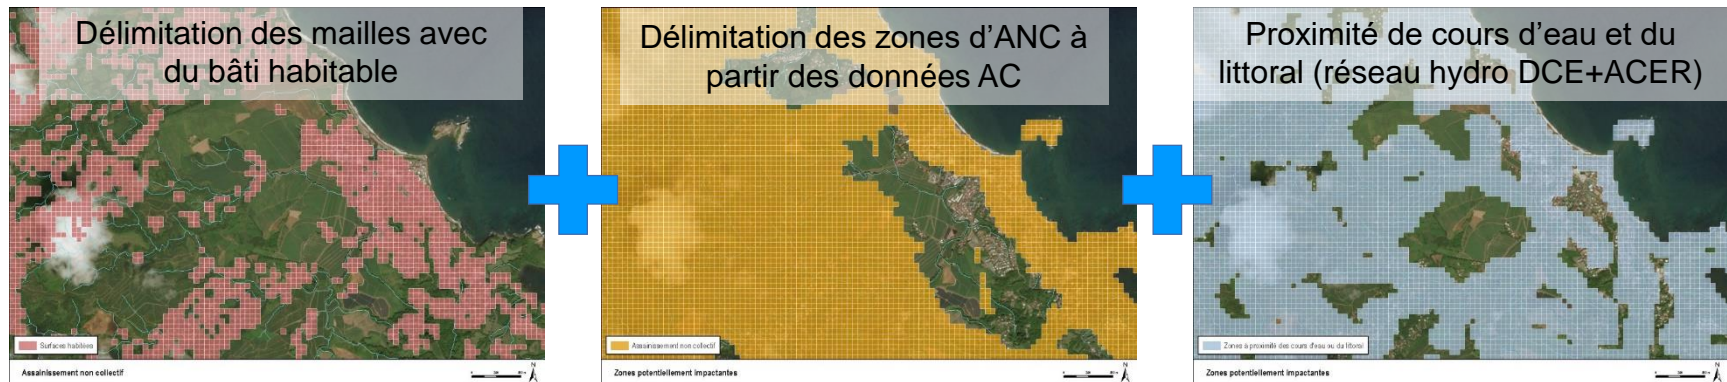 Délimitation des mailles avec
du bâti habitable
Délimitation des zones d’ANC à
partir des données AC
Proximité de cours d’eau et du
littoral (réseau hydro DCE+ACER)
Surfaces habitées
Assainissement non collectif
Zones à proximité des cours d'eau ou du littoral
Assainissement non collectif
N
Zones potentiellement impactantes
N
Zones potentiellement impactantes
N